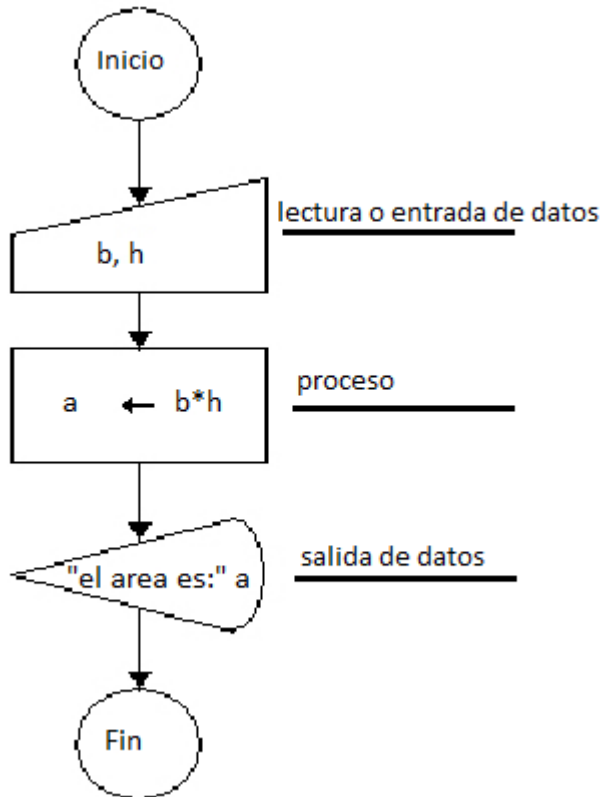 Inicio
lectura o entrada de datos
b, h
proceso
a ← b*h
salida de datos
"el area es:" a
Fin